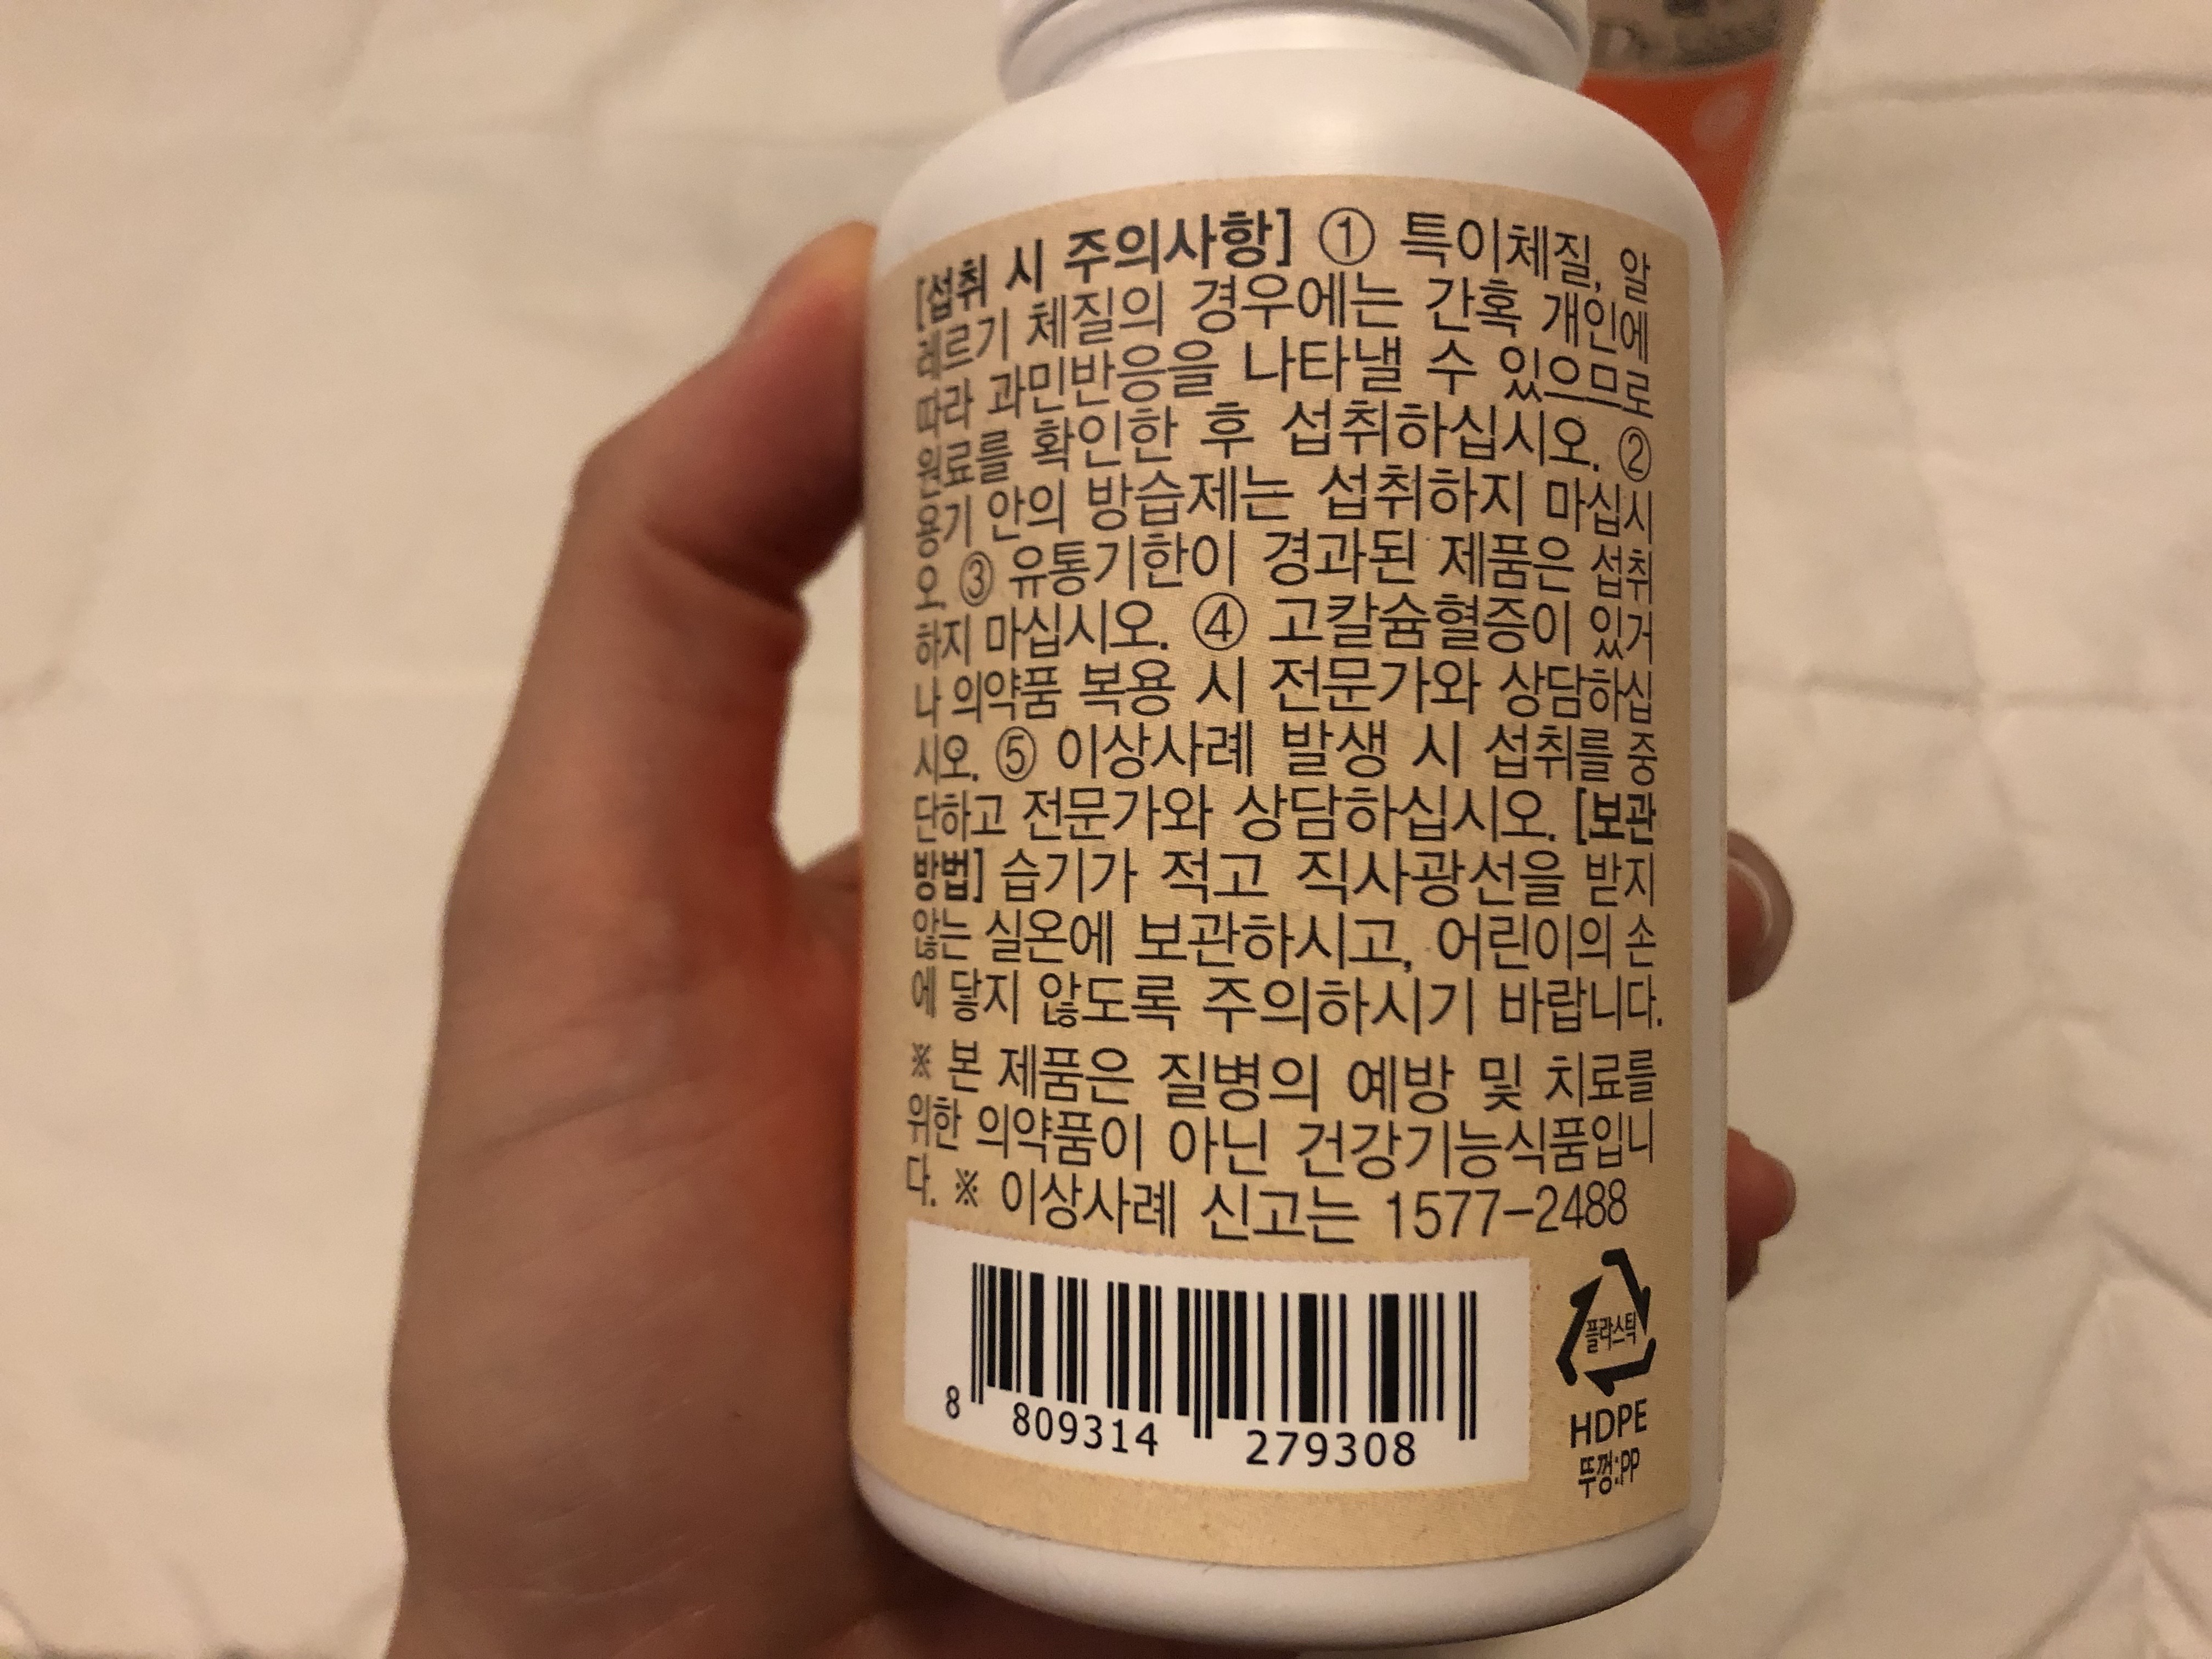 [섭취 시 주의사항] ① 특이체질, 알
레르기 체질의 경우에는 간혹 개인에
따라 과민반응을 나타낼 수 있으므로
원료를 확인한 후 섭취하십시오. ②
용기 안의 방습제는 섭취하지 마십시
오. ③ 유통기한이 경과된 제품은 섭취
하지 마십시오. ④ 고칼슘혈증이 있거
나 의약품 복용 시 전문가와 상담하십
시오. ⑤ 이상사례 발생 시 섭취를 중
단하고 전문가와 상담하십시오. [보관
방법] 습기가 적고 직사광선을 받지
않는 실온에 보관하시고, 어린이의 손
에 닿지 않도록 주의하시기 바랍니다.
※ 본 제품은 질병의 예방 및 치료를
위한 의약품이 아닌 건강기능식품입니
다. ※ 이상사례 신고는 1577-2488
8 809314 279308
플라스틱
HDPE
뚜껑:PP